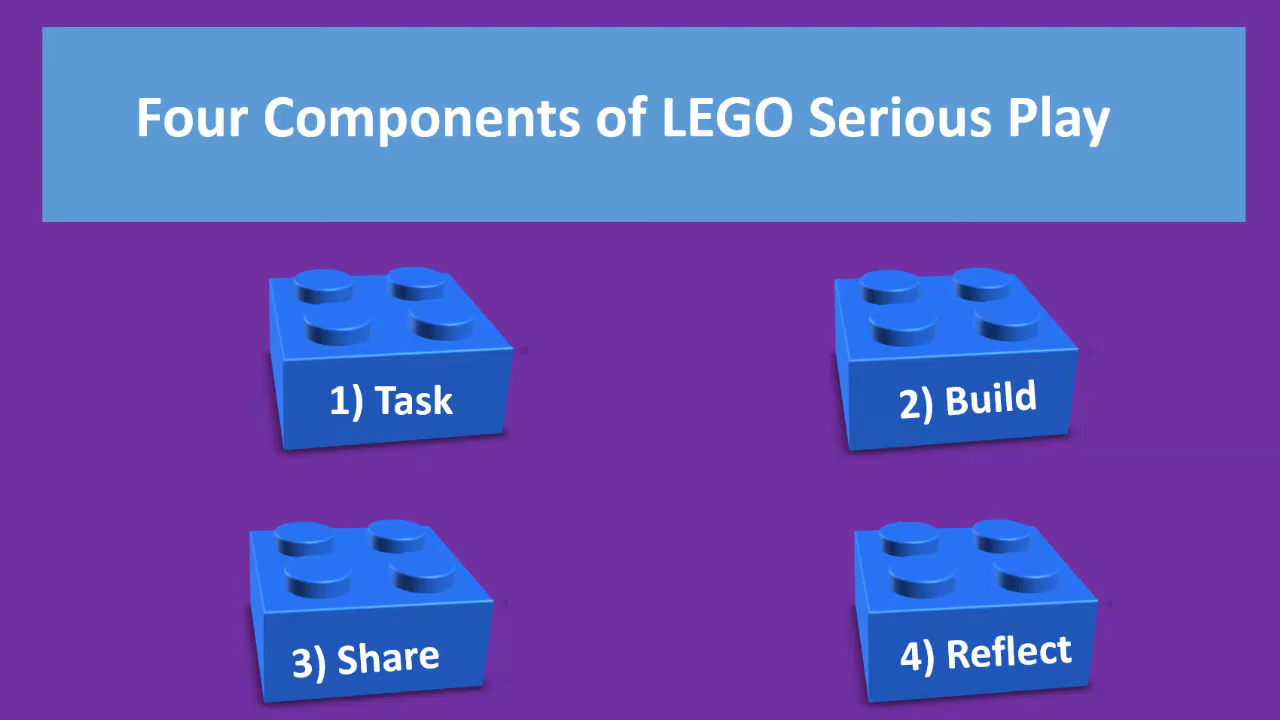 Four Components of LEGO Serious Play
1) Task
2) Build
3) Share
4) Reflect